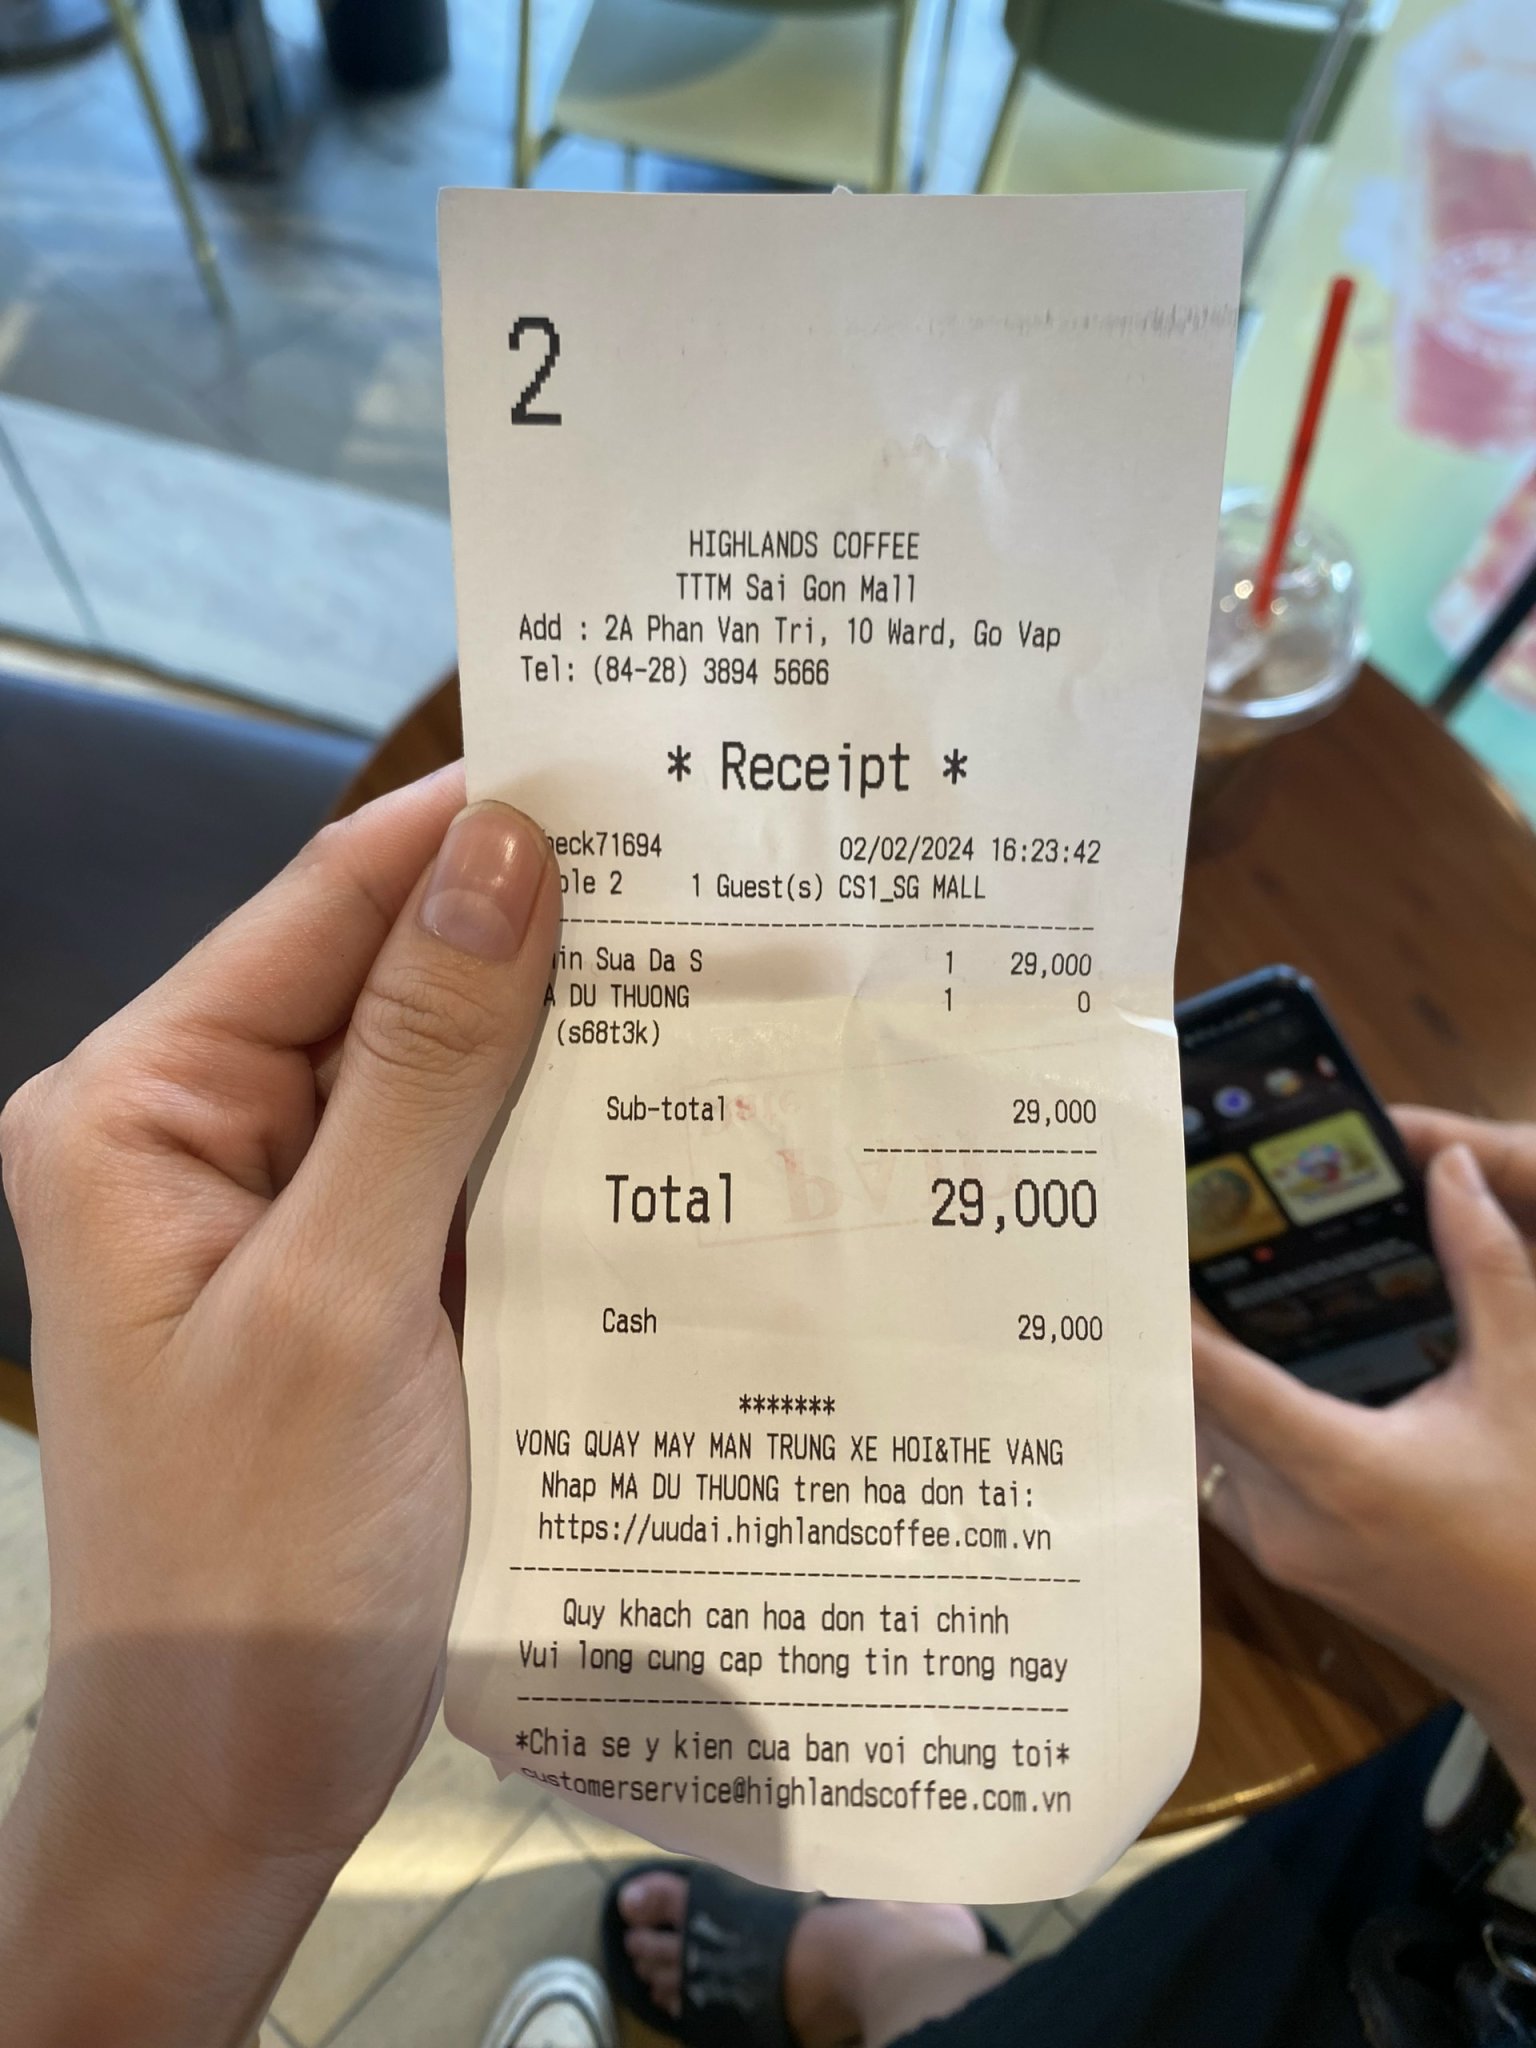 2
HIGHLANDS COFFEE
TTTM Sai Gon Mall
Add : 2A Phan Van Tri, 10 Ward, Go Vap
Tel: (84-28) 3894 5666
* Receipt *
eck71694 02/02/2024 16:23:42
ble 2 1 Guest(s) CS1_SG MALL
in Sua Da S 1 29,000
A DU THUONG 1 0
(s68t3k)
Sub-total 29,000
Total 29,000
Cash 29,000
*******
VONG QUAY MAY MAN TRUNG XE HOI&THE VANG
Nhap MA DU THUONG tren hoa don tai:
https://uudai.highlandscoffee.com.vn
Quy khach can hoa don tai chinh
Vui long cung cap thong tin trong ngay
*Chia se y kien cua ban voi chung toi*
customerservice@highlandscoffee.com.vn